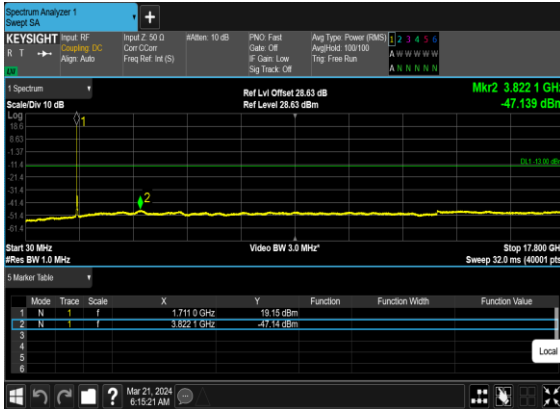 Spectrum Analyzer 1
Swept SA
+
KEYSIGHT Input: RF Input Z: 50 Ω #Atten: 10 dB PNO: Fast Avg Type: Power (RMS) 1 2 3 4 5 6
R T Coupling: DC Corr CCorr Gate: Off Avg|Hold: 100/100 A W W W W W
Align: Auto Freq Ref: Int (S) IF Gain: Low Trig: Free Run
Sig Track: Off A N N N N N
1 Spectrum
Ref Lvl Offset 28.63 dB Mkr2 3.822 1 GHz
Scale/Div 10 dB Ref Level 28.63 dBm -47.139 dBm
Log
18.6
8.63
-1.37
-11.4
DL1 -13.00 dBm
-21.4
-31.4
-41.4
-51.4
-61.4
1
2
Start 30 MHz Video BW 3.0 MHz* Stop 17.800 GHz
#Res BW 1.0 MHz Sweep 32.0 ms (40001 pts)
5 Marker Table
Mode Trace Scale X Y Function Function Width Function Value
1 N 1 f 1.711 0 GHz 19.15 dBm
2 N 1 f 3.822 1 GHz -47.14 dBm
3
4
5
6
Local
? Mar 21, 2024
6:15:21 AM